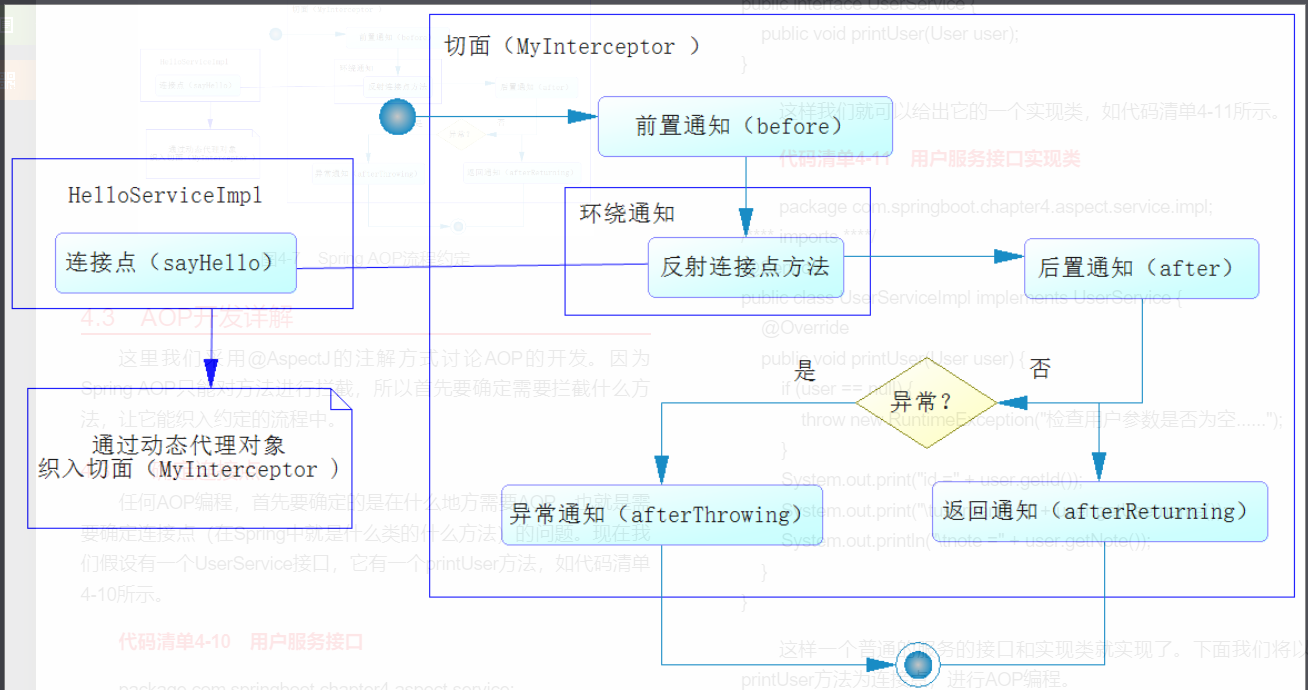 切面（MyInterceptor ）
前置通知（before）
HelloServiceImpl
连接点（sayHello）
环绕通知
反射连接点方法
后置通知（after）
是
否
异常？
通过动态代理对象
织入切面（MyInterceptor ）
异常通知（afterThrowing）
返回通知（afterReturning）
图4-7 Spring AOP流程约定
4.3 AOP开发详解
这里我们采用@AspectJ的注解方式讨论AOP的开发。因为
Spring AOP只能对方法进行拦截，所以首先要确定需要拦截什么方
法，让它能织入约定的流程中。
任何AOP编程，首先要确定的是在什么地方需要AOP，也就是需
要确定连接点（在Spring中就是什么类的什么方法）的问题。现在我
们假设有一个UserService接口，它有一个printUser方法，如代码清单
4-10所示。
代码清单4-10 用户服务接口
package com.springboot.chapter4.aspect.service;
public interface UserService {
public void printUser(User user);
}
这样我们就可以给出它的一个实现类，如代码清单4-11所示。
代码清单4-11 用户服务接口实现类
package com.springboot.chapter4.aspect.service.impl;
/**** imports ****/
public class UserServiceImpl implements UserService {
@Override
public void printUser(User user) {
if (user == null) {
throw new RuntimeException("检查用户参数是否为空......");
}
System.out.print("id =" + user.getId());
System.out.print("\
System.out.println("\tnote =" + user.getNote());
}
}
这样一个普通的服务的接口和实现类就实现了。下面我们将以
printUser方法为连接点，进行AOP编程。